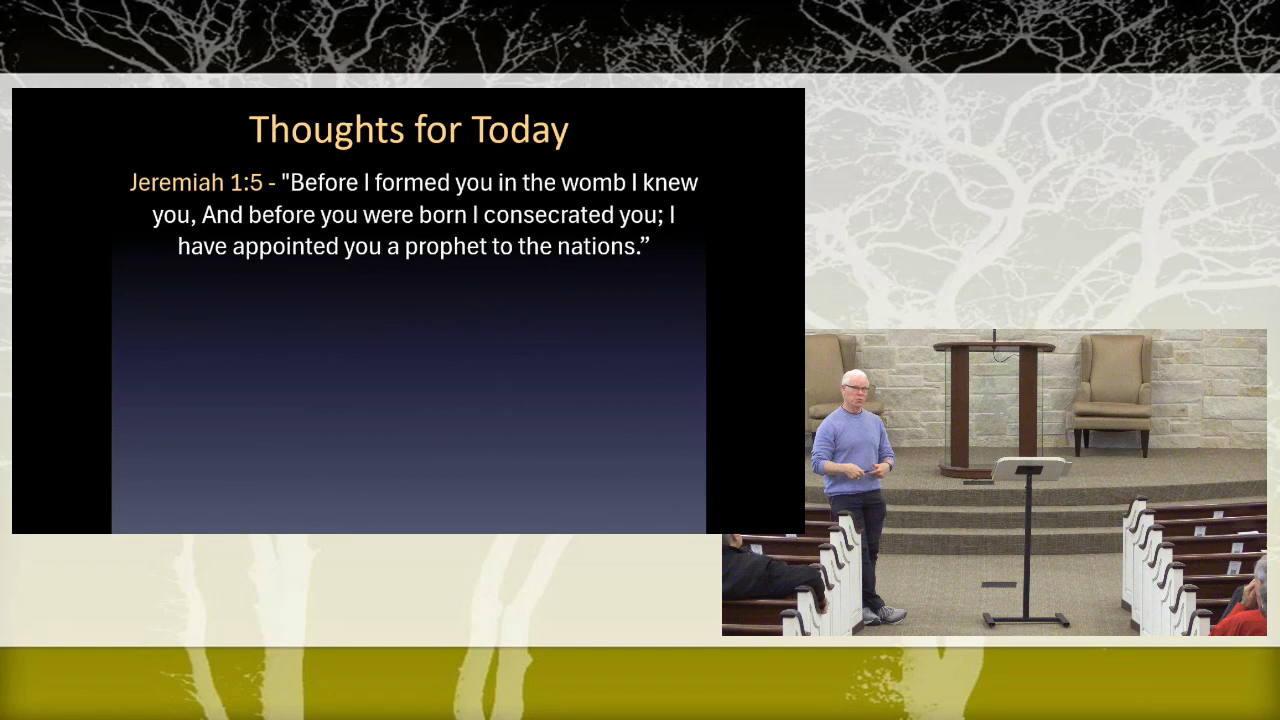 Thoughts for Today
Jeremiah 1:5 - "Before I formed you in the womb I knew
you, And before you were born I consecrated you; I
have appointed you a prophet to the nations.”